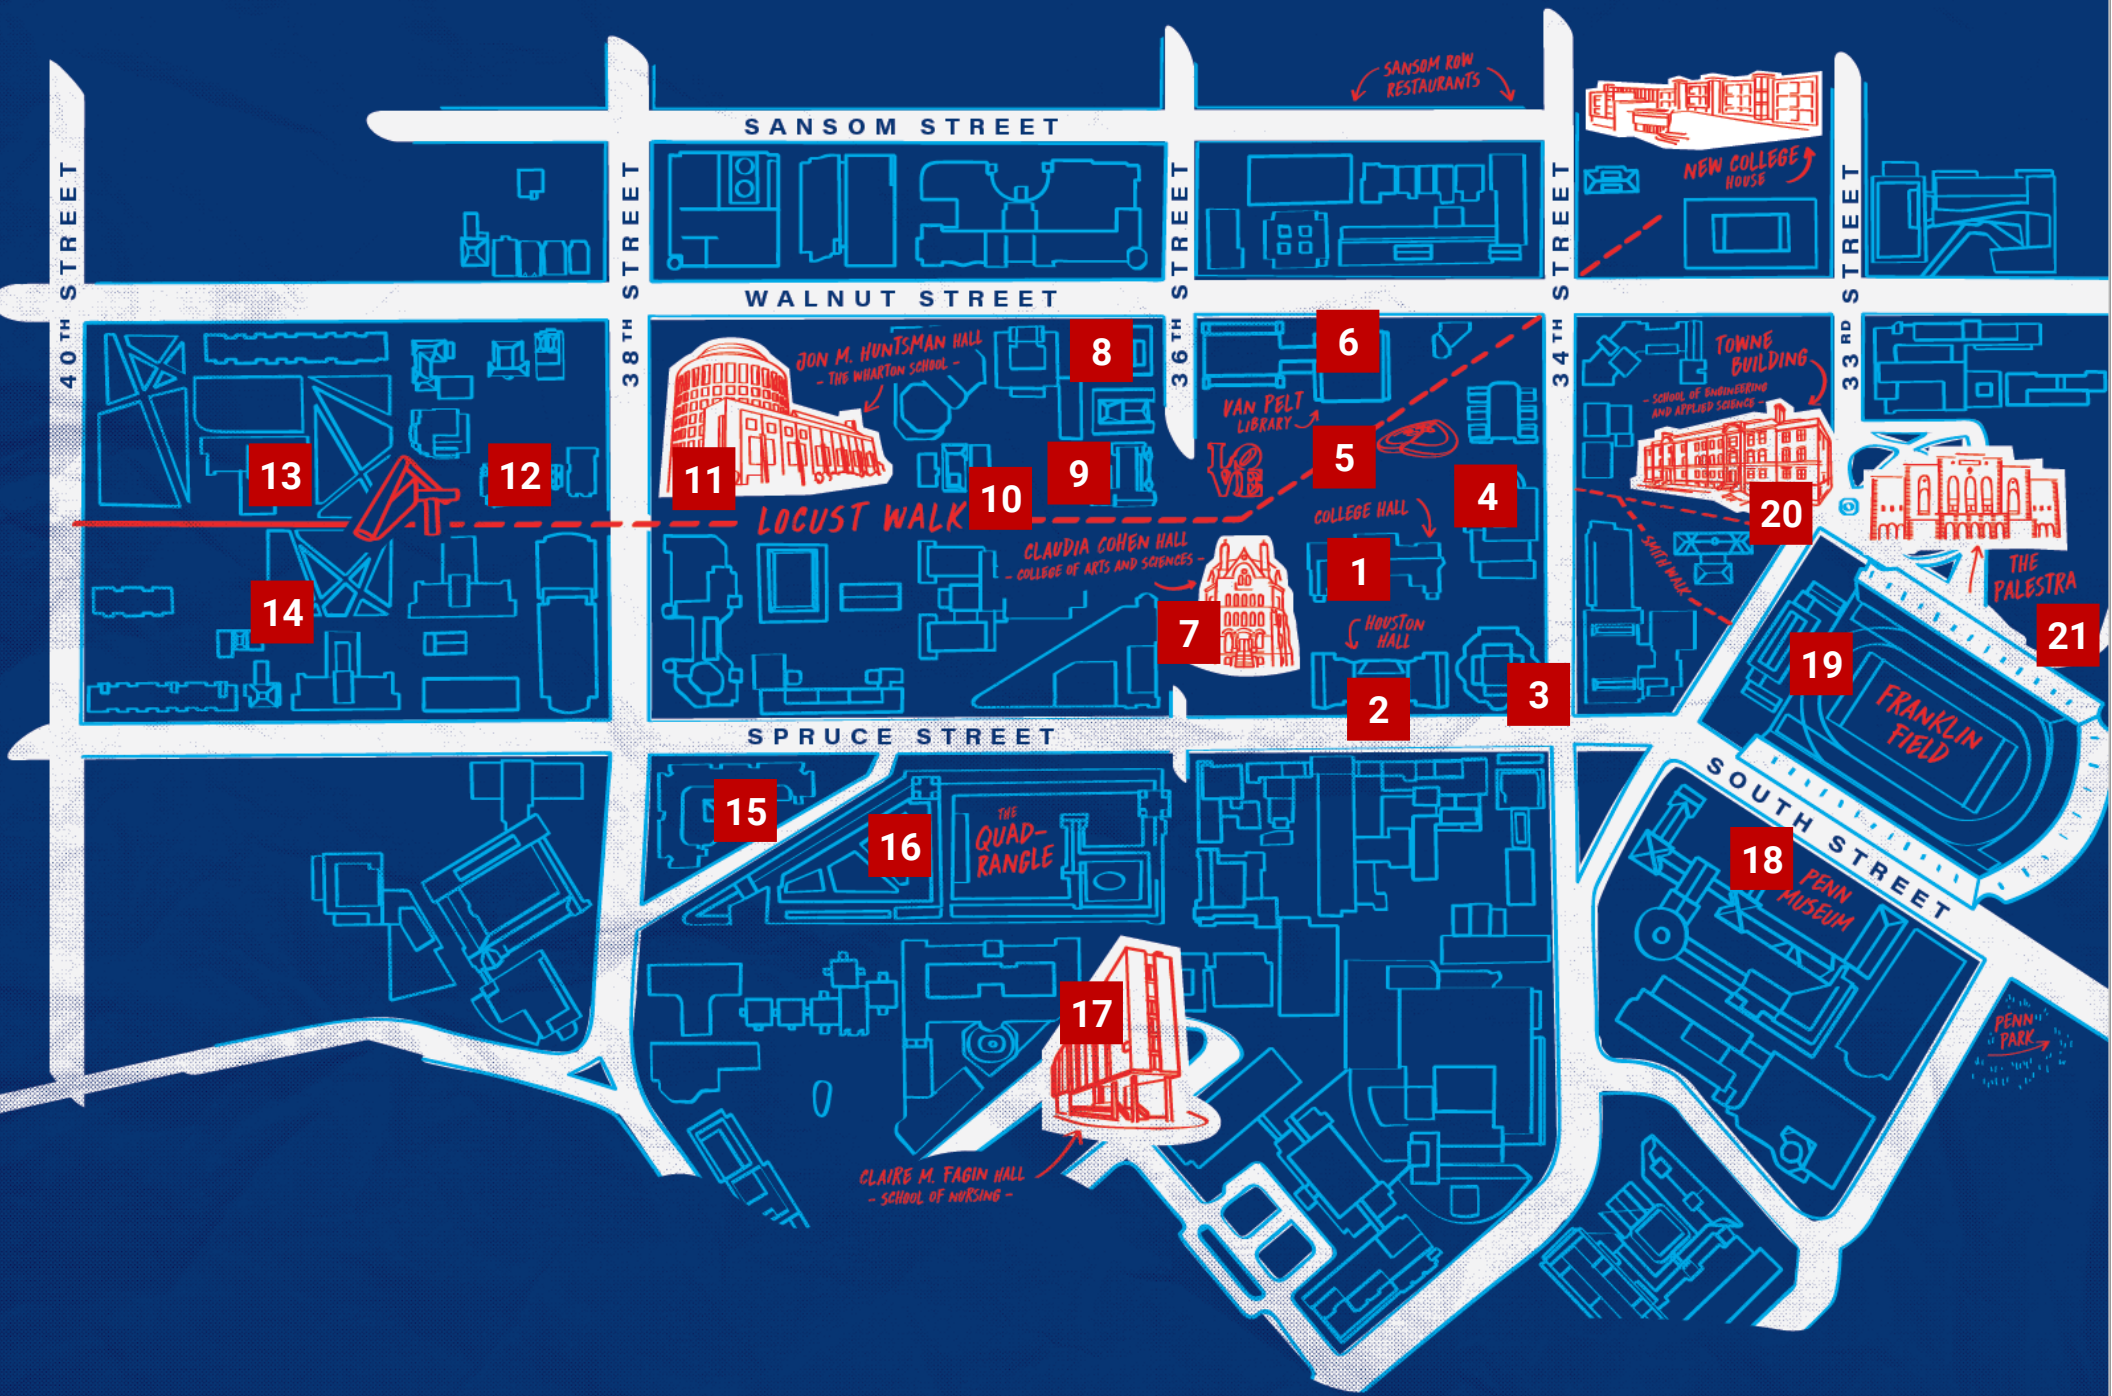 SANSOM ROW
RESTAURANTS
SANSOM STREET
NEW COLLEGE
HOUSE
40TH STREET
38TH STREET
36TH STREET
34TH STREET
33RD STREET
WALNUT STREET
JON M. HUNTSMAN HALL
- THE WHARTON SCHOOL -
8
6
TOWNE
BUILDING
- SCHOOL OF ENGINEERING
AND APPLIED SCIENCE -
VAN PELT
LIBRARY
LOVE
5
13
12
11
9
10
4
20
LOCUST WALK
COLLEGE HALL
CLAUDIA COHEN HALL
- COLLEGE OF ARTS AND SCIENCES -
1
SMITH WALK
THE
PALESTRA
14
7
HOUSTON
HALL
21
19
2
3
FRANKLIN
FIELD
SPRUCE STREET
SOUTH STREET
15
16
THE
QUAD-
RANGLE
18
PENN
MUSEUM
17
PENN
PARK
CLAIRE M. FAGIN HALL
- SCHOOL OF NURSING -